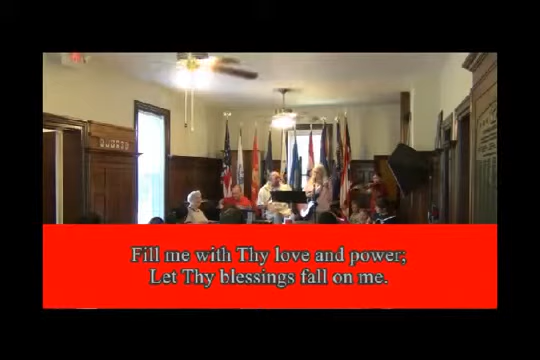 Fill me with Thy love and power;
Let Thy blessings fall on me.